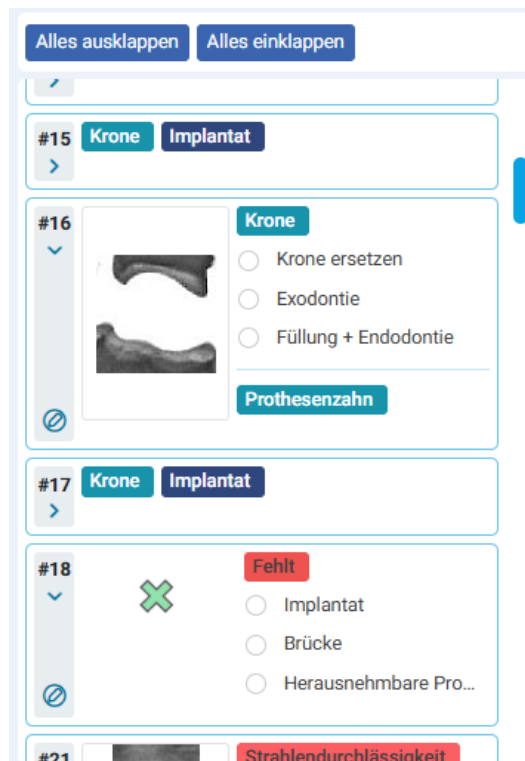 Alles ausklappen Alles einklappen
#15 Krone Implantat
#16 Krone
Krone ersetzen
Exodontie
Füllung + Endodontie
Prothesenzahn
#17 Krone Implantat
#18 Fehlt
Implantat
Brücke
Herausnehmbare Pro...
#21 Strahlendurchlässigkeit